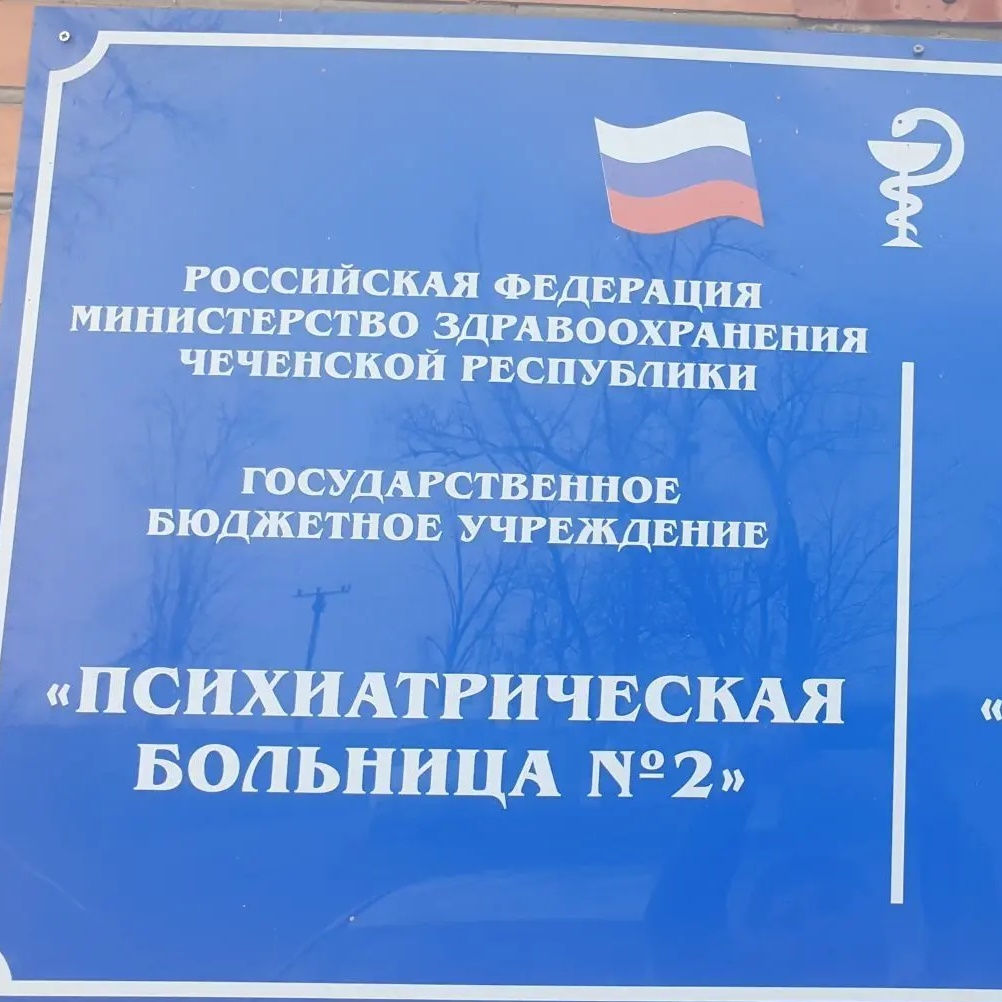 РОССИЙСКАЯ ФЕДЕРАЦИЯ
МИНИСТЕРСТВО ЗДРАВООХРАНЕНИЯ
ЧЕЧЕНСКОЙ РЕСПУБЛИКИ
ГОСУДАРСТВЕННОЕ
БЮДЖЕТНОЕ УЧРЕЖДЕНИЕ
«ПСИХИАТРИЧЕСКАЯ
БОЛЬНИЦА №2»
«